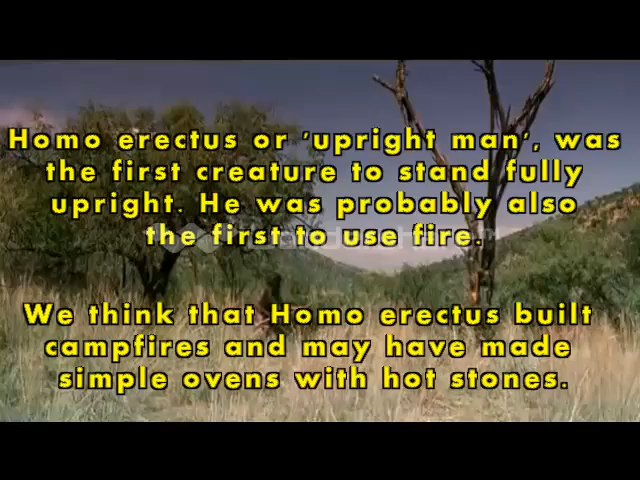 Homo erectus or 'upright man', was
the first creature to stand fully
upright. He was probably also
the first to use fire.
We think that Homo erectus built
campfires and may have made
simple ovens with hot stones.